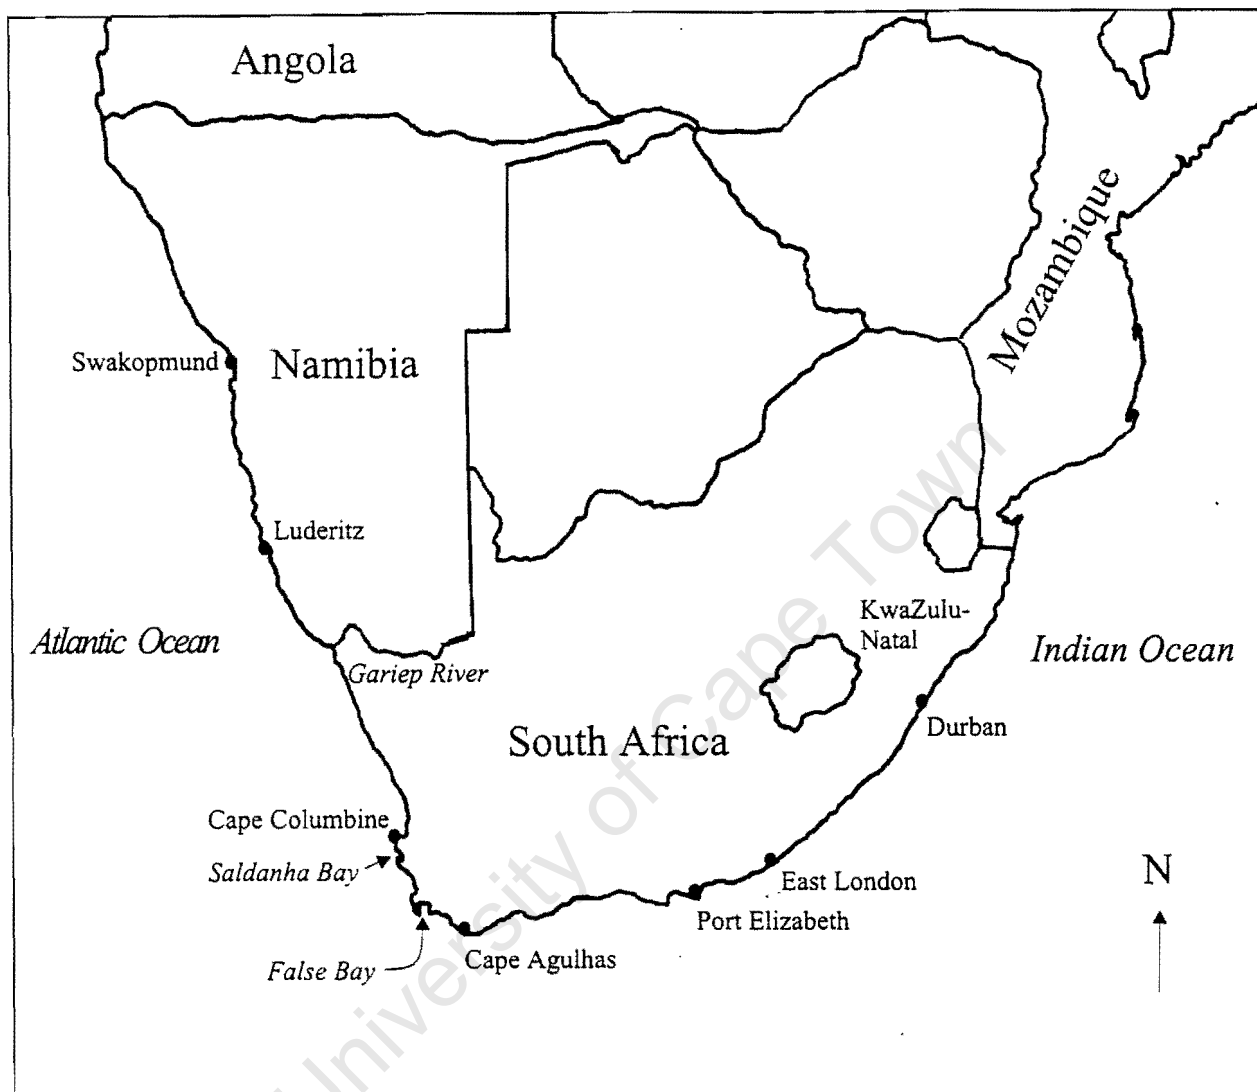 Angola
Mozambique
Swakopmund
Namibia
Luderitz
KwaZulu-
Natal
Atlantic Ocean
Indian Ocean
Gariep River
Durban
South Africa
Cape Columbine
Saldanha Bay
East London
N
Port Elizabeth
Cape Agulhas
False Bay
University of Cape Town